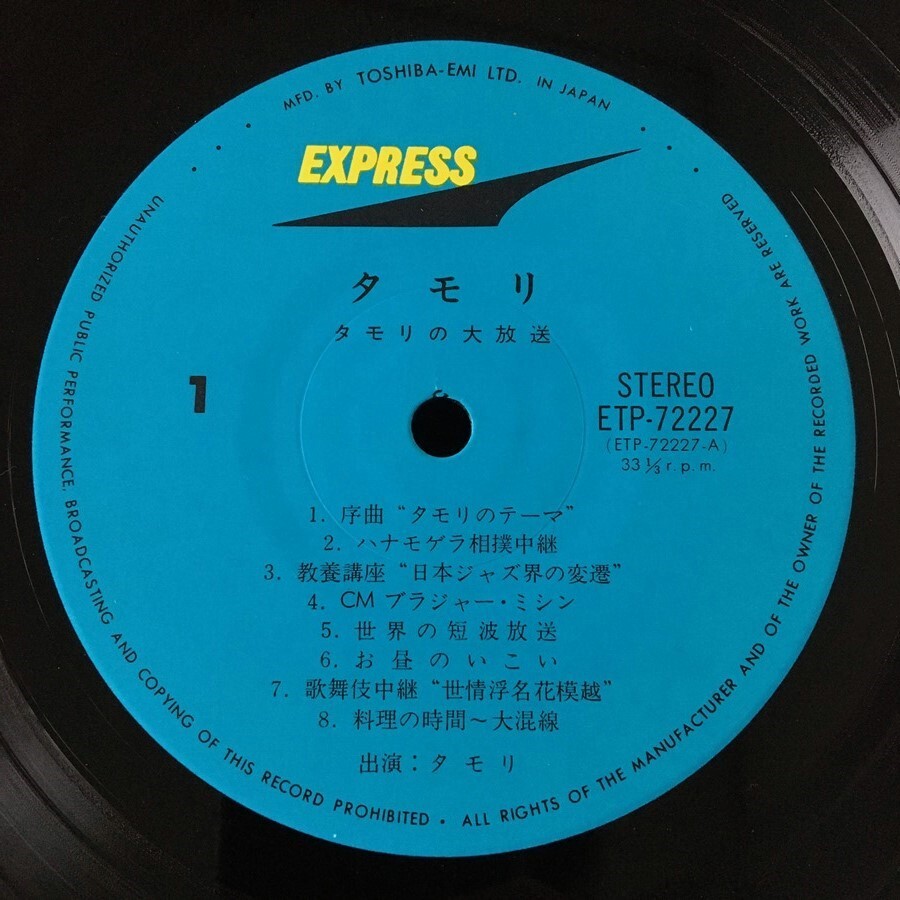 MFD. BY TOSHIBA-EMI LTD. IN JAPAN
EXPRESS
タモリ
タモリの大放送
1
STEREO
ETP-72227
(ETP-72227-A)
33 1/3 r.p.m.
1. 序曲“タモリのテーマ”
2. ハナモゲラ相撲中継
3. 教養講座“日本ジャズ界の変遷”
4. CM ブラジャー・ミシン
5. 世界の短波放送
6. お昼のいこい
7. 歌舞伎中継“世情浮名花模越”
8. 料理の時間～大混線
出演：タモリ
UNAUTHORIZED PUBLIC PERFORMANCE, BROADCASTING AND COPYING OF THIS RECORD PROHIBITED • ALL RIGHTS OF THE MANUFACTURER AND OF THE OWNER OF THE RECORDED WORK ARE RESERVED